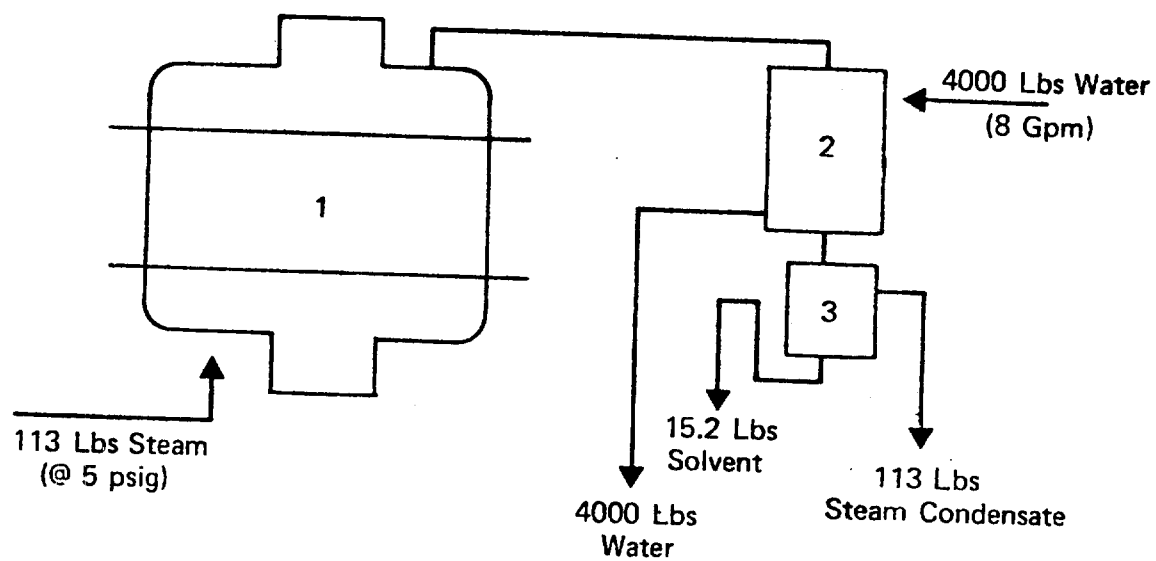 4000 Lbs Water
(8 Gpm)
2
1
3
113 Lbs Steam
(@ 5 psig)
15.2 Lbs
Solvent
113 Lbs
Steam Condensate
4000 Lbs
Water